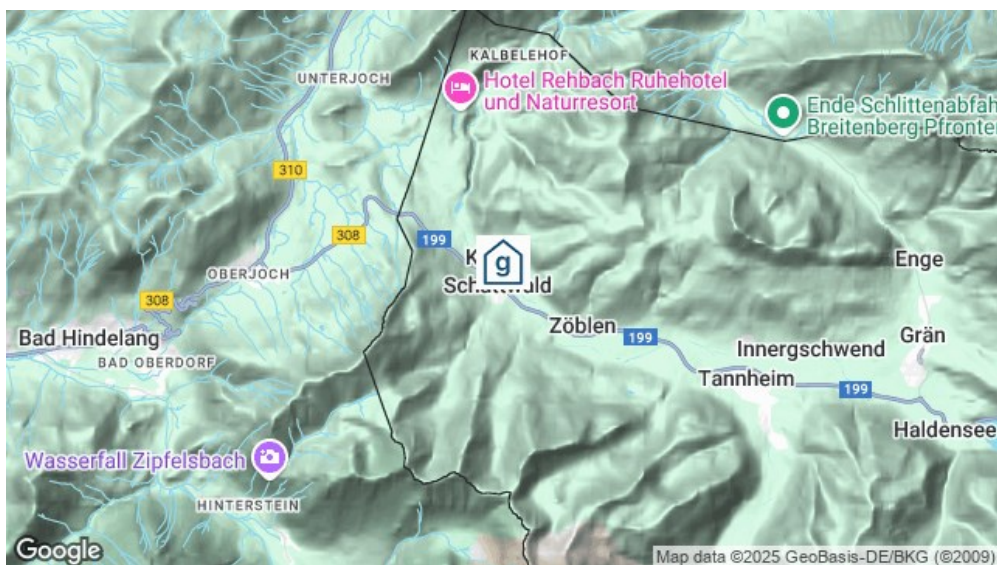 KALBELEHOF
UNTERJOCH
Hotel Rehbach Ruhehotel
und Naturresort
Ende Schlittenabfah
Breitenberg Pfronte
310
308
199
OBERJOCH
g
Schattwald
Enge
308
Bad Hindelang
BAD OBERDORF
Zöblen
199
Innergschwend
Grän
Tannheim
199
Haldensee
Wasserfall Zipfelsbach
HINTERSTEIN
Google
Map data ©2025 GeoBasis-DE/BKG (©2009)